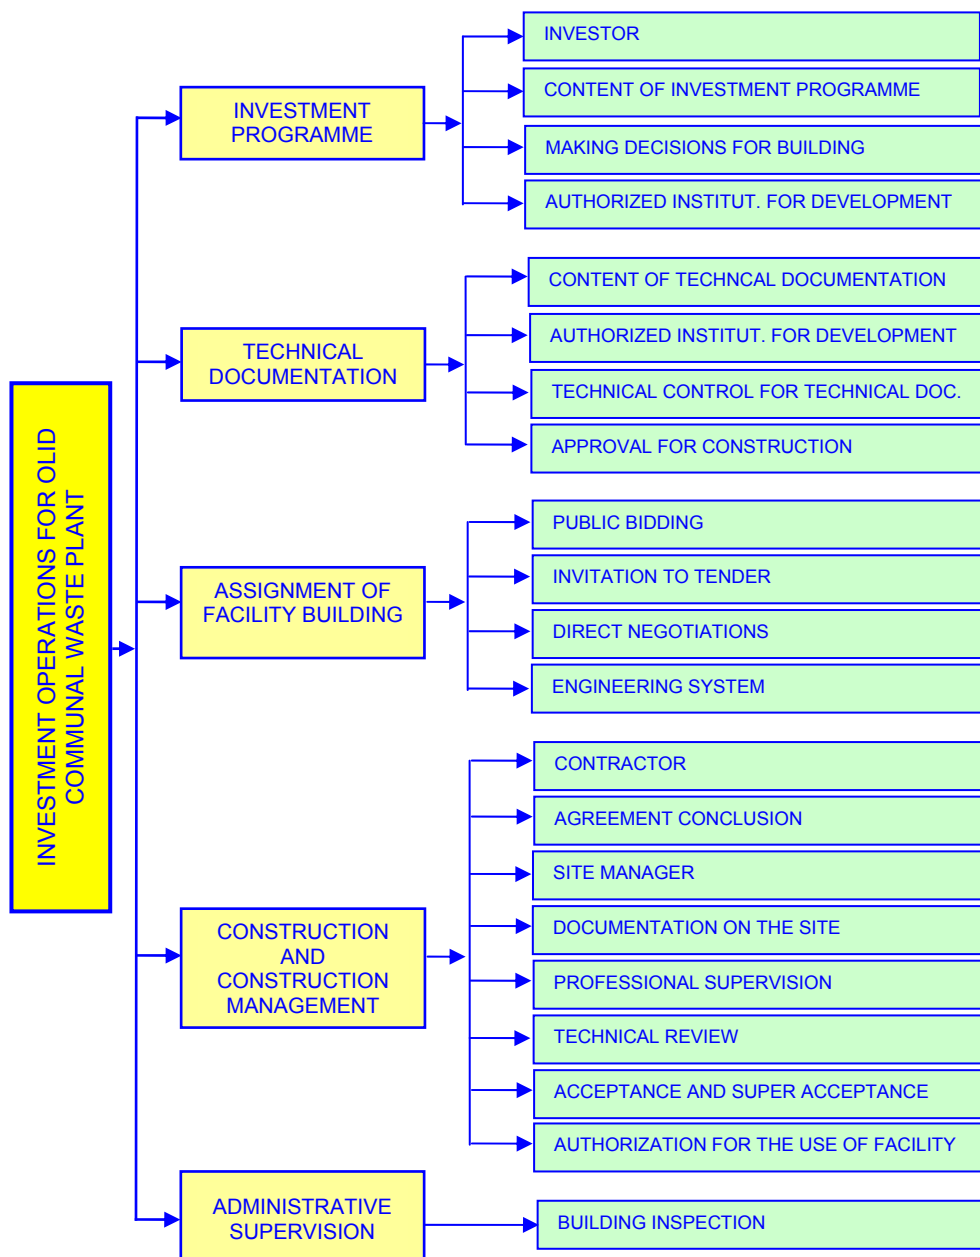 INVESTMENT OPERATIONS FOR OLID
COMMUNAL WASTE PLANT
INVESTMENT
PROGRAMME
INVESTOR
CONTENT OF INVESTMENT PROGRAMME
MAKING DECISIONS FOR BUILDING
AUTHORIZED INSTITUT. FOR DEVELOPMENT
TECHNICAL
DOCUMENTATION
CONTENT OF TECHNCAL DOCUMENTATION
AUTHORIZED INSTITUT. FOR DEVELOPMENT
TECHNICAL CONTROL FOR TECHNICAL DOC.
APPROVAL FOR CONSTRUCTION
ASSIGNMENT OF
FACILITY BUILDING
PUBLIC BIDDING
INVITATION TO TENDER
DIRECT NEGOTIATIONS
ENGINEERING SYSTEM
CONSTRUCTION
AND
CONSTRUCTION
MANAGEMENT
CONTRACTOR
AGREEMENT CONCLUSION
SITE MANAGER
DOCUMENTATION ON THE SITE
PROFESSIONAL SUPERVISION
TECHNICAL REVIEW
ACCEPTANCE AND SUPER ACCEPTANCE
AUTHORIZATION FOR THE USE OF FACILITY
ADMINISTRATIVE
SUPERVISION
BUILDING INSPECTION